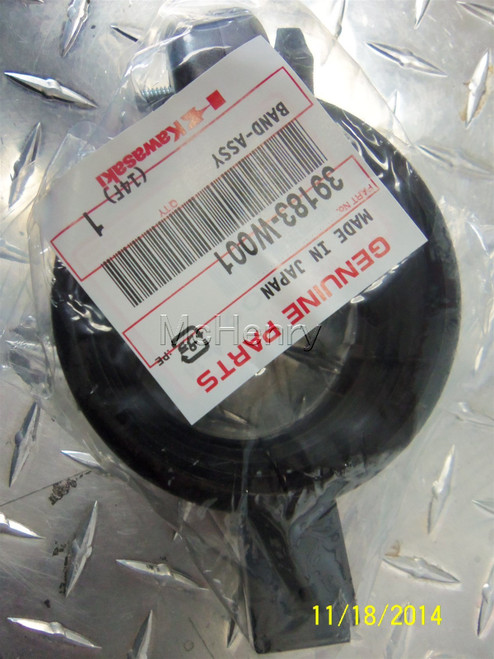 Kawasaki
BAND-ASSY
(14F) 1
QTY
39183-W001
PART NO.
MADE IN JAPAN
GENUINE PARTS
PE
McHenry
11/18/2014